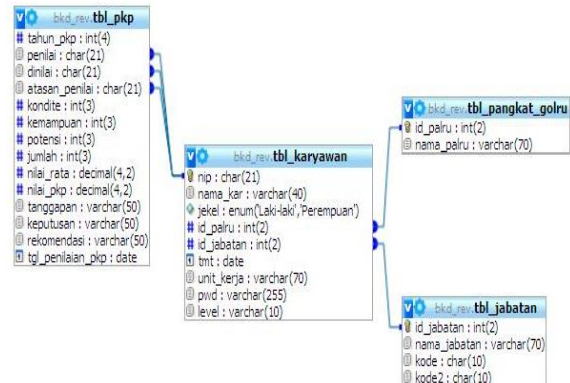 bkd_rev.tbl_pkp
# tahun_pkp : int(4)
penilai : char(21)
dinilai : char(21)
atasan_penilai : char(21)
# kondite : int(3)
# kemampuan : int(3)
# potensi : int(3)
# jumlah : int(3)
# nilai_rata : decimal(4,2)
# nilai_pkp : decimal(4,2)
tanggapan : varchar(50)
keputusan : varchar(50)
rekomendasi : varchar(50)
tgl_penilaian_pkp : date
bkd_rev.tbl_karyawan
nip : char(21)
nama_kar : varchar(40)
jekel : enum('Laki-laki','Perempuan')
# id_palru : int(2)
# id_jabatan : int(2)
tmt : date
unit_kerja : varchar(70)
pwd : varchar(255)
level : varchar(10)
bkd_rev.tbl_pangkat_golru
id_palru : int(2)
nama_palru : varchar(70)
bkd_rev.tbl_jabatan
id_jabatan : int(2)
nama_jabatan : varchar(70)
kode : char(10)
kode2 : char(10)